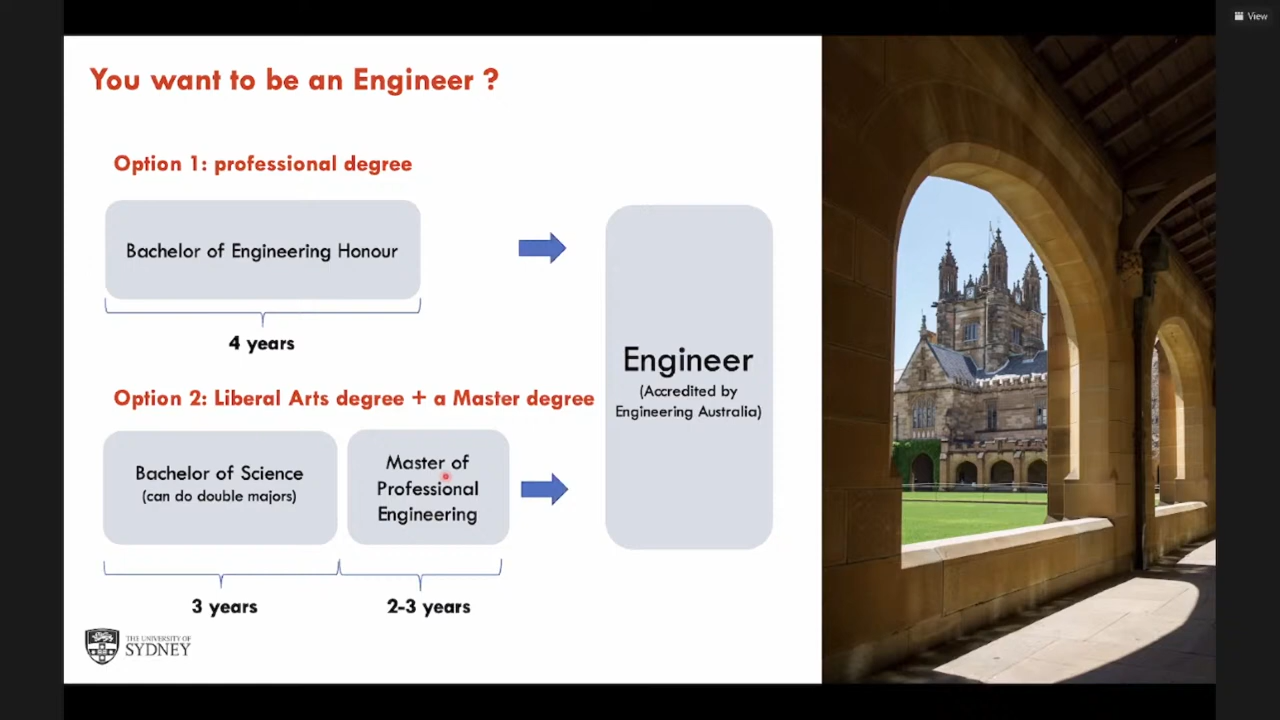 View
You want to be an Engineer ?
Option 1: professional degree
Bachelor of Engineering Honour
4 years
Option 2: Liberal Arts degree + a Master degree
Bachelor of Science
(can do double majors)
Master of
Professional
Engineering
3 years
2-3 years
Engineer
(Accredited by
Engineering Australia)
THE UNIVERSITY OF
SYDNEY